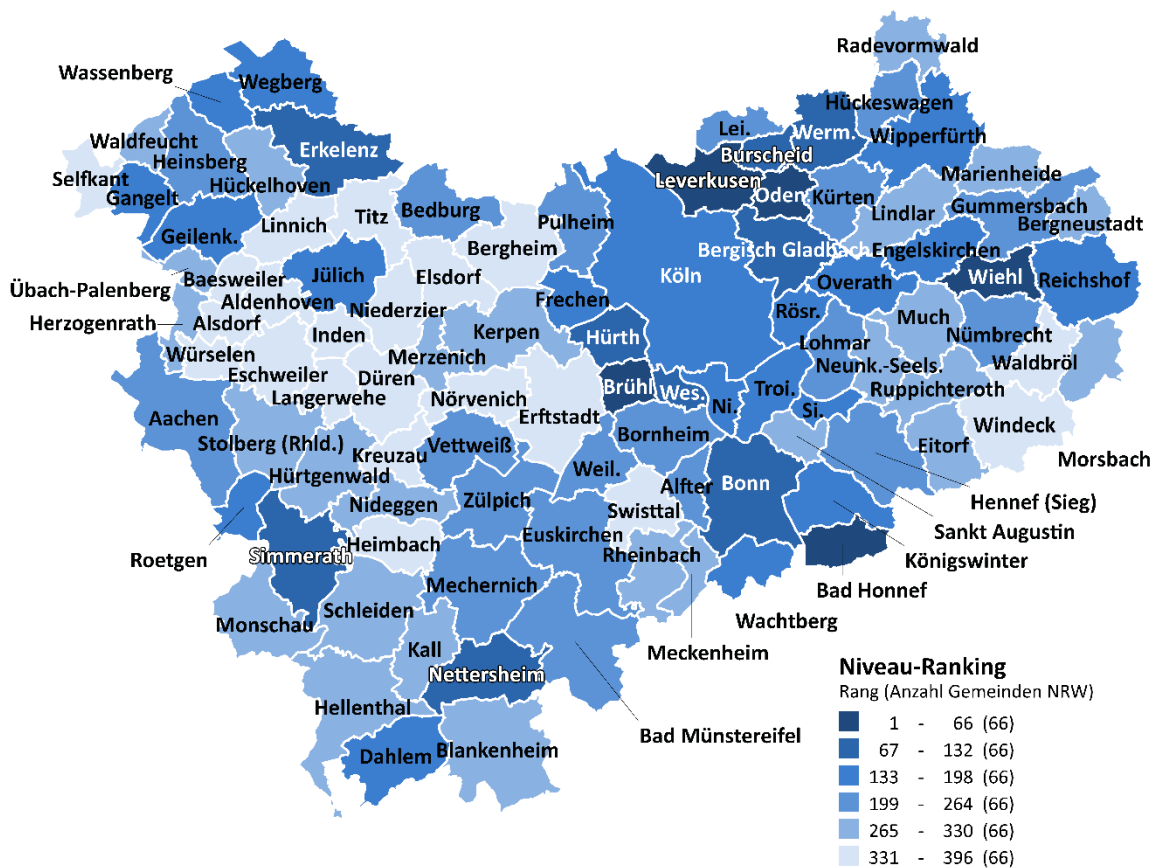 Radevormwald
Wassenberg
Wegberg
Hückeswagen
Lei.
Werm.
Wipperfürth
Waldfeucht
Heinsberg
Erkelenz
Burscheid
Leverkusen
Marienheide
Selfkant
Gangelt
Hückelhoven
Oden.
Kürten
Gummersbach
Linnich
Titz
Bedburg
Pulheim
Lindlar
Bergneustadt
Geilenk.
Bergheim
Bergisch Gladbach
Engelskirchen
Baesweiler
Jülich
Elsdorf
Köln
Overath
Wiehl
Reichshof
Übach-Palenberg
Aldenhoven
Niederzier
Frechen
Rösr.
Much
Herzogenrath
Alsdorf
Inden
Kerpen
Hürth
Lohmar
Nümbrecht
Würselen
Merzenich
Neunk.-Seels.
Waldbröl
Eschweiler
Düren
Brühl
Wes.
Troi.
Ruppichteroth
Langerwehe
Nörvenich
Erftstadt
Ni.
Si.
Aachen
Windeck
Stolberg (Rhld.)
Kreuzau
Vettweiß
Bornheim
Eitorf
Morsbach
Hürtgenwald
Weil.
Alfter
Bonn
Nideggen
Zülpich
Swisttal
Hennef (Sieg)
Sankt Augustin
Roetgen
Simmerath
Heimbach
Euskirchen
Rheinbach
Königswinter
Mechernich
Bad Honnef
Schleiden
Monschau
Wachtberg
Kall
Meckenheim
Nettersheim
Hellenthal
Bad Münstereifel
Dahlem
Blankenheim
Niveau-Ranking
Rang (Anzahl Gemeinden NRW)
1 - 66 (66)
67 - 132 (66)
133 - 198 (66)
199 - 264 (66)
265 - 330 (66)
331 - 396 (66)